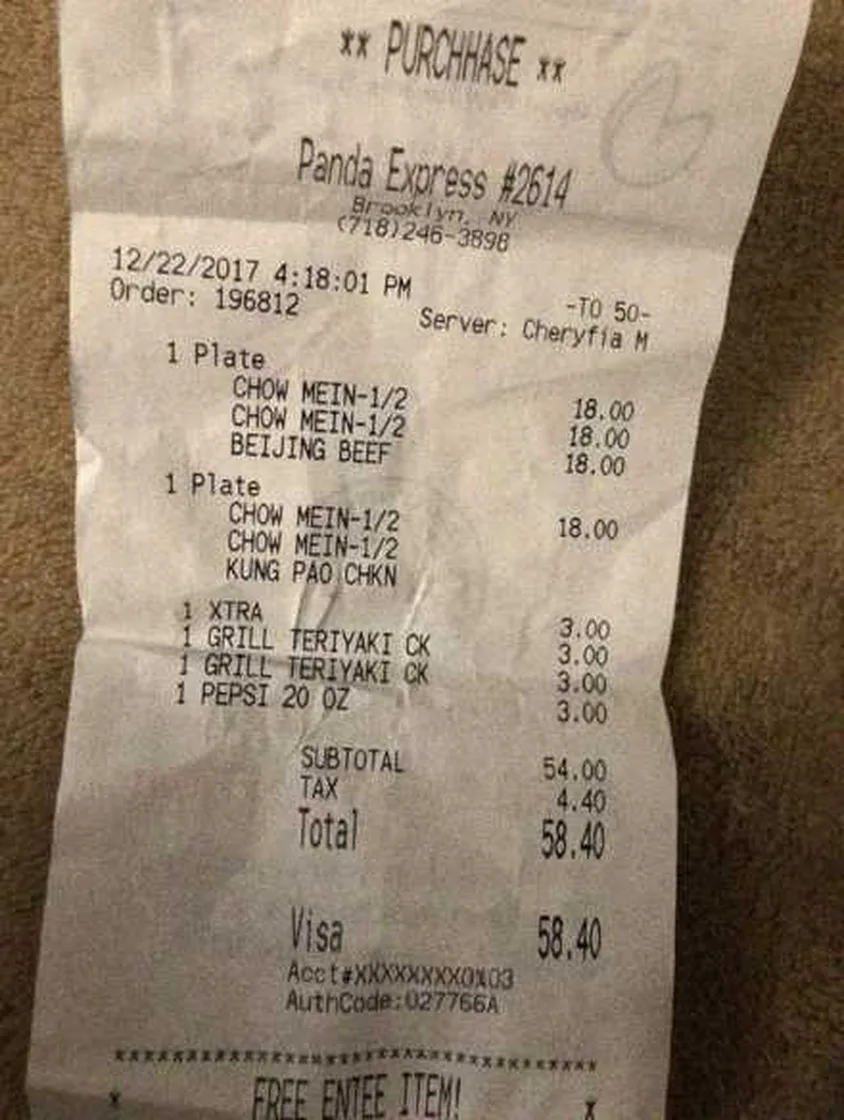 ** PURCHHASE **
Panda Express #2614
Brooklyn, NY
(718)246-3898
12/22/2017 4:18:01 PM
-TO 50-
Order: 196812 Server: Cheryfia M
1 Plate
CHOW MEIN-1/2 18.00
CHOW MEIN-1/2 18.00
BEIJING BEEF 18.00
1 Plate
CHOW MEIN-1/2 18.00
CHOW MEIN-1/2
KUNG PAO CHKN
1 XTRA 3.00
1 GRILL TERIYAKI CK 3.00
1 GRILL TERIYAKI CK 3.00
1 PEPSI 20 OZ 3.00
SUBTOTAL 54.00
TAX 4.40
Total 58.40
Visa 58.40
AuthCode:027766A
FREE ENTEE ITEM!